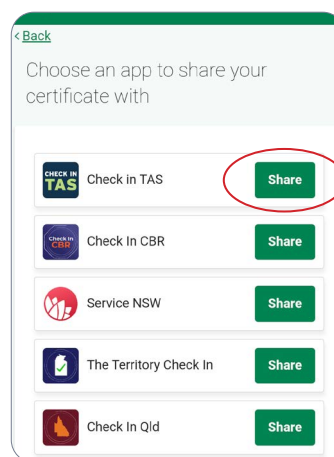 < Back
Choose an app to share your
certificate with
CHECK IN
TAS
Check in TAS
Share
Check In
CBR
Check In CBR
Share
Service NSW
Share
The Territory Check In
Share
Check In Qld
Share